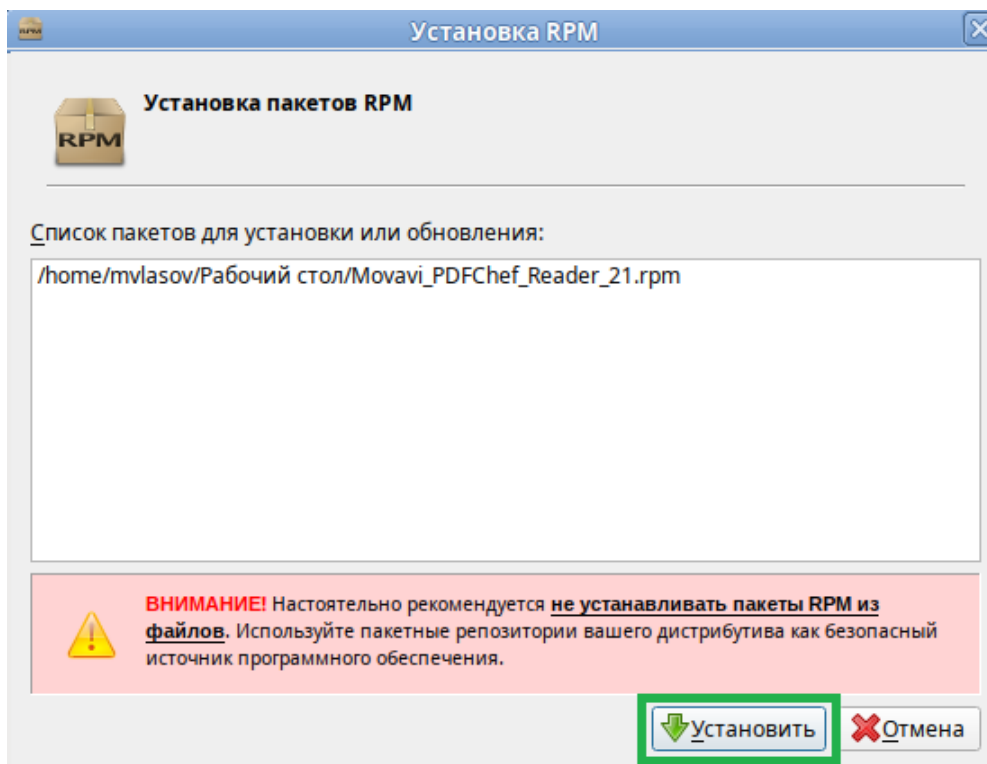 Установка RPM
Установка пакетов RPM
RPM
Список пакетов для установки или обновления:
/home/mvlasov/Рабочий стол/Movavi_PDFChef_Reader_21.rpm
ВНИМАНИЕ! Настоятельно рекомендуется не устанавливать пакеты RPM из
файлов. Используйте пакетные репозитории вашего дистрибутива как безопасный
источник программного обеспечения.
Установить
Отмена